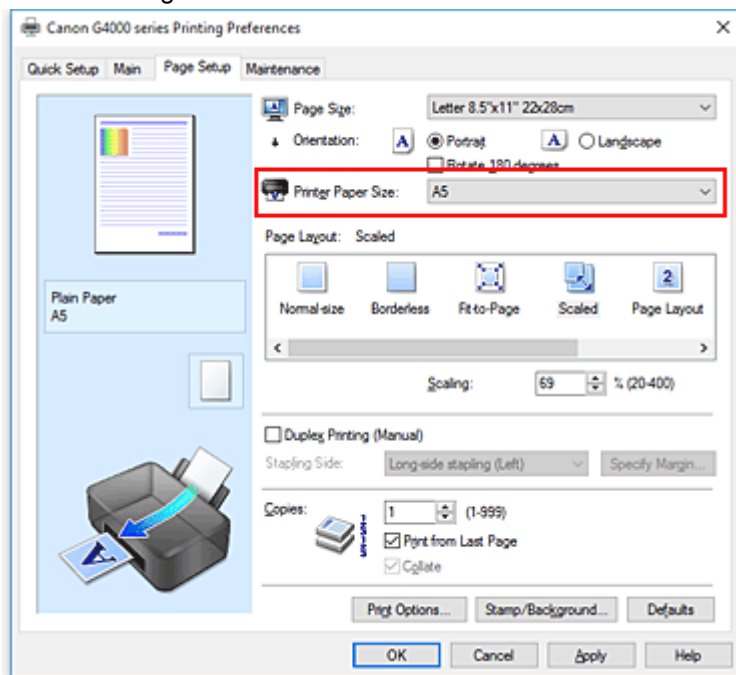 Canon G4000 series Printing Preferences
Quick Setup Main Page Setup Maintenance
Page Size: Letter 8.5"x11" 22x28cm
Orientation: A Portrait A Landscape
Rotate 180 degrees
Printer Paper Size: A5
Page Layout: Scaled
2
Normal-size Borderless Fit-to-Page Scaled Page Layout
Plain Paper
A5
Scaling: 69 % (20-400)
Duplex Printing (Manual)
Stapling Side: Long-side stapling (Left) Specify Margin...
Copies: 1 (1-999)
Print from Last Page
Collate
A
Print Options... Stamp/Background... Defaults
OK Cancel Apply Help